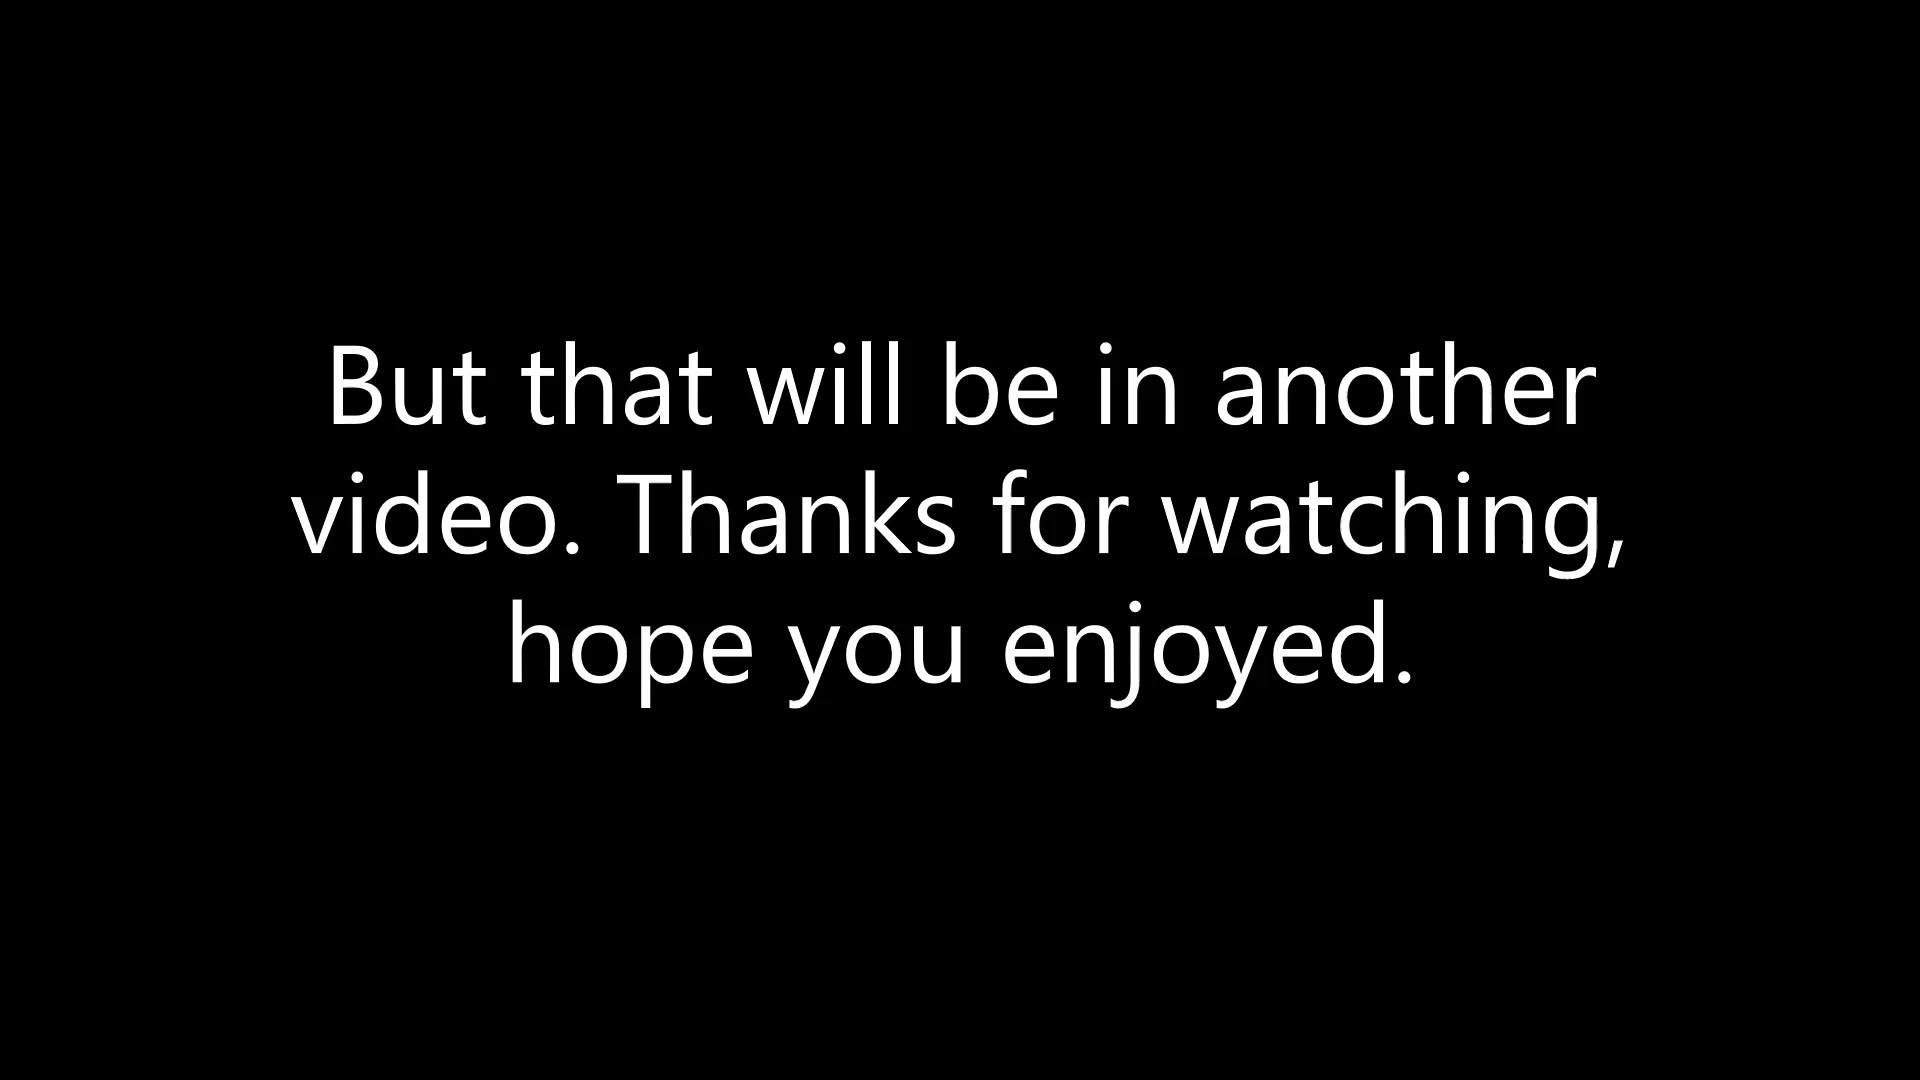 But that will be in another
video. Thanks for watching,
hope you enjoyed.